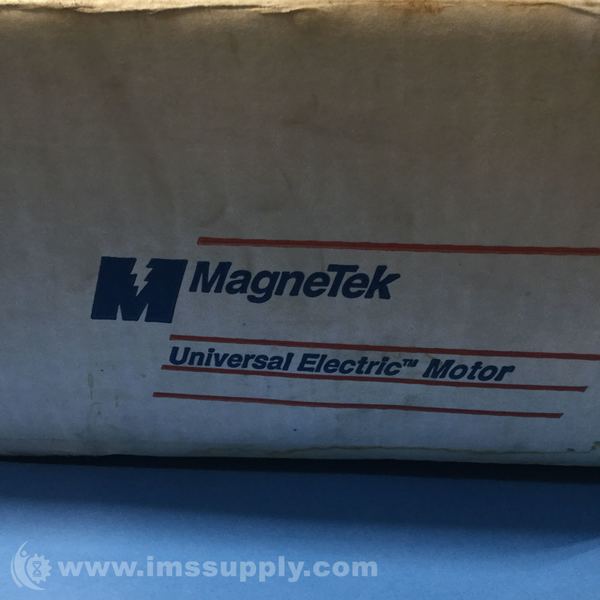 MagneTek
Universal Electric™ Motor
www.imssupply.com